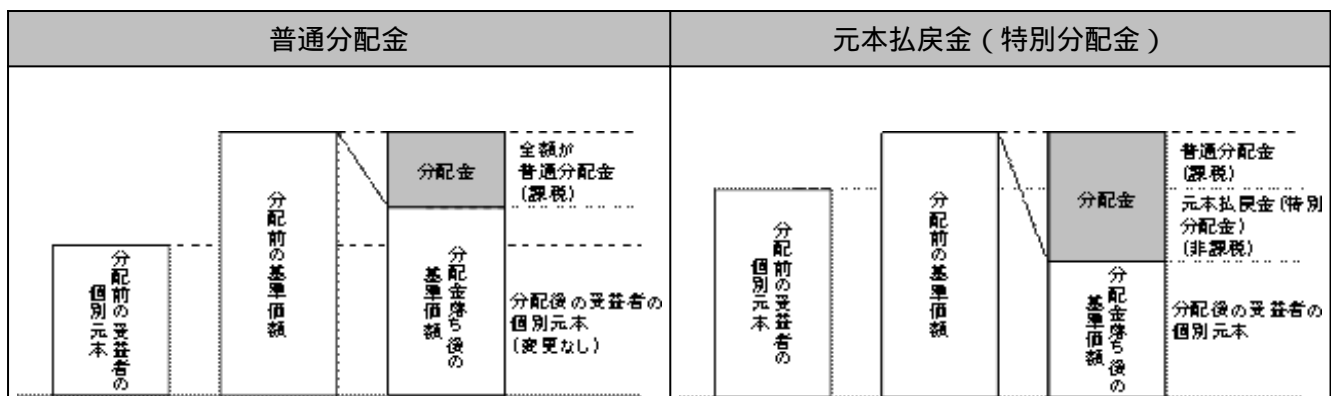 普通分配金
元本払戻金(特別分配金)
分配前の受益者の
個別元本
分配前の基準価額
分配金
分配金落ち後の
基準価額
全額が
普通分配金
(課税)
分配後の受益者の
個別元本
(変更なし)
分配前の受益者の
個別元本
分配前の基準価額
分配金
分配金落ち後の
基準価額
普通分配金
(課税)
元本払戻金(特別
分配金)
(非課税)
分配後の受益者の
個別元本